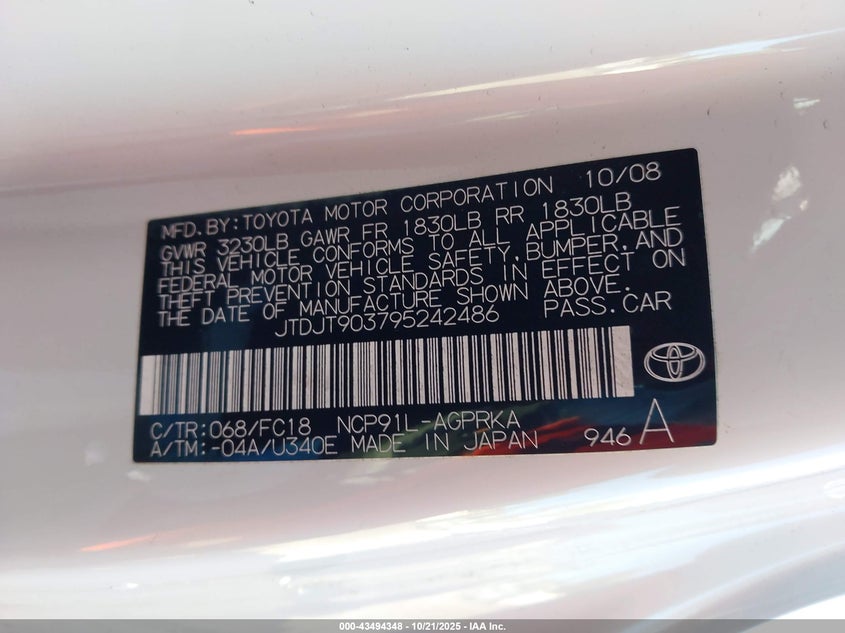 MFD.BY:TOYOTA MOTOR CORPORATION 10/08
GVWR 3230LB GAWR FR 1830LB RR 1830LB
THIS VEHICLE CONFORMS TO ALL APPLICABLE
FEDERAL MOTOR VEHICLE SAFETY,BUMPER,AND
THEFT PREVENTION STANDARDS IN EFFECT ON
THE DATE OF MANUFACTURE SHOWN ABOVE.
JTDJT903795242486 PASS.CAR
C/TR:068/FC18 NCP91L-AGPRKA
A/TM:-04A/U340E MADE IN JAPAN 946 A
000-43494348 - 10/21/2025 - IAA Inc.